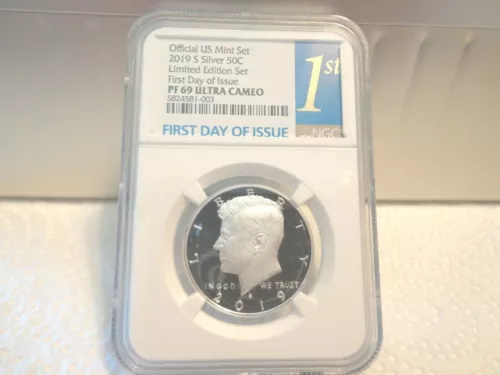 Official US Mint Set
2019 S Silver 50C
Limited Edition Set
First Day of Issue
PF 69 ULTRA CAMEO
5824581-003
1st
FIRST DAY OF ISSUE
NGC
LIBERTY
IN GOD WE TRUST
2019